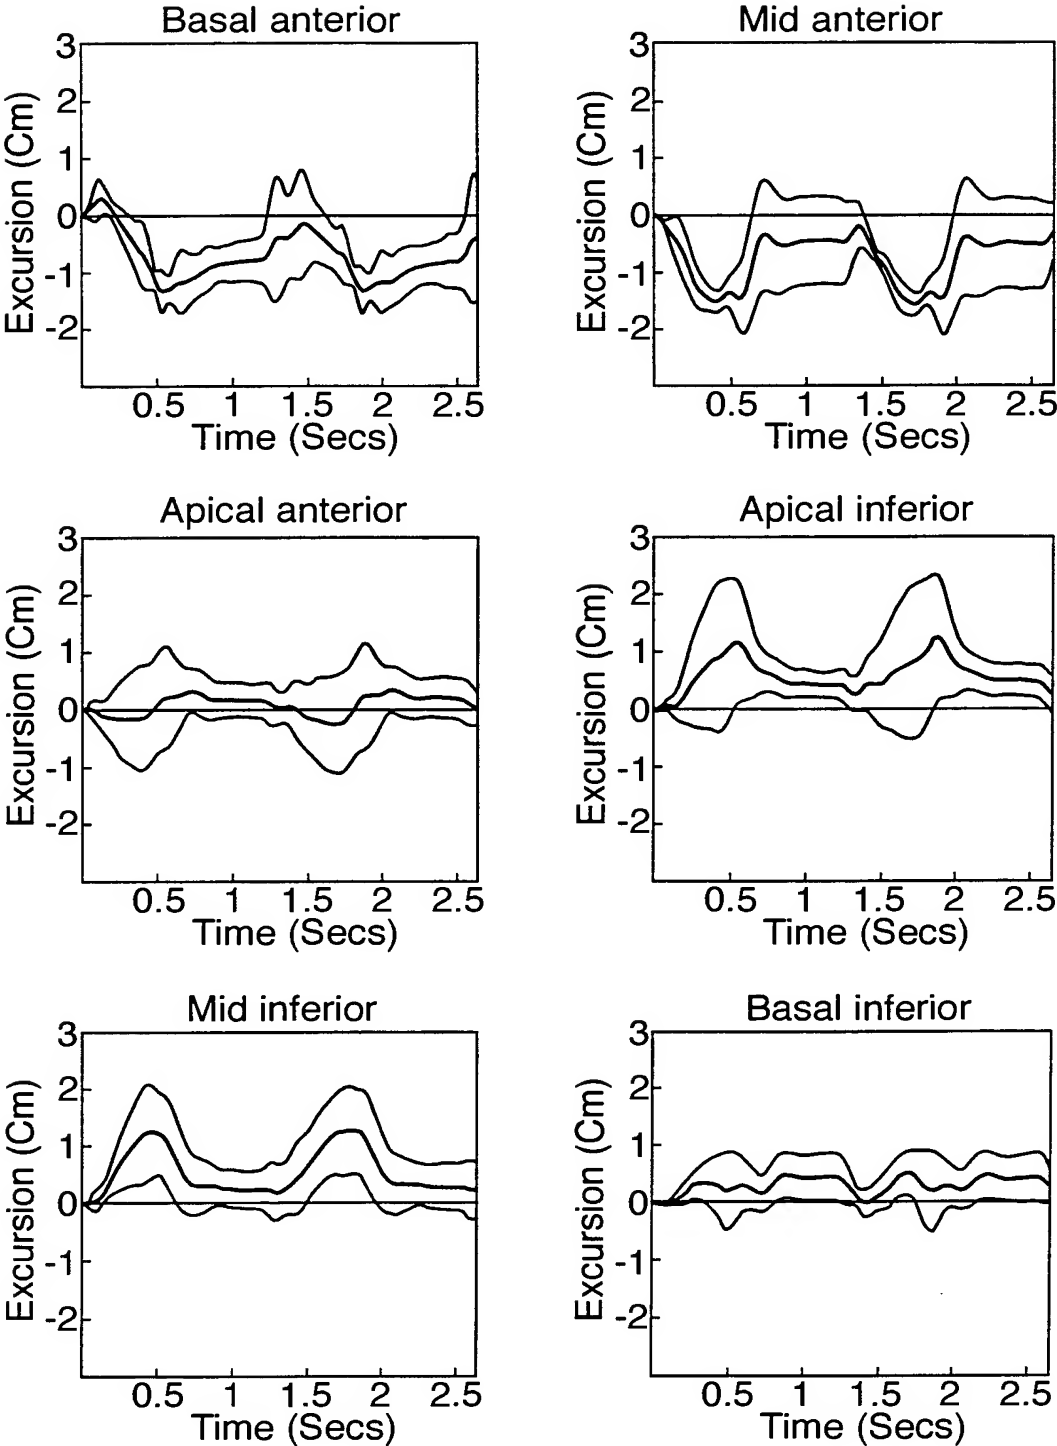 Basal anterior
3
2
1
0
-1
-2
Excursion (Cm)
0.5 1 1.5 2 2.5
Time (Secs)
Mid anterior
3
2
1
0
-1
-2
Excursion (Cm)
0.5 1 1.5 2 2.5
Time (Secs)
Apical anterior
3
2
1
0
-1
-2
Excursion (Cm)
0.5 1 1.5 2 2.5
Time (Secs)
Apical inferior
3
2
1
0
-1
-2
Excursion (Cm)
0.5 1 1.5 2 2.5
Time (Secs)
Mid inferior
3
2
1
0
-1
-2
Excursion (Cm)
0.5 1 1.5 2 2.5
Time (Secs)
Basal inferior
3
2
1
0
-1
-2
Excursion (Cm)
0.5 1 1.5 2 2.5
Time (Secs)